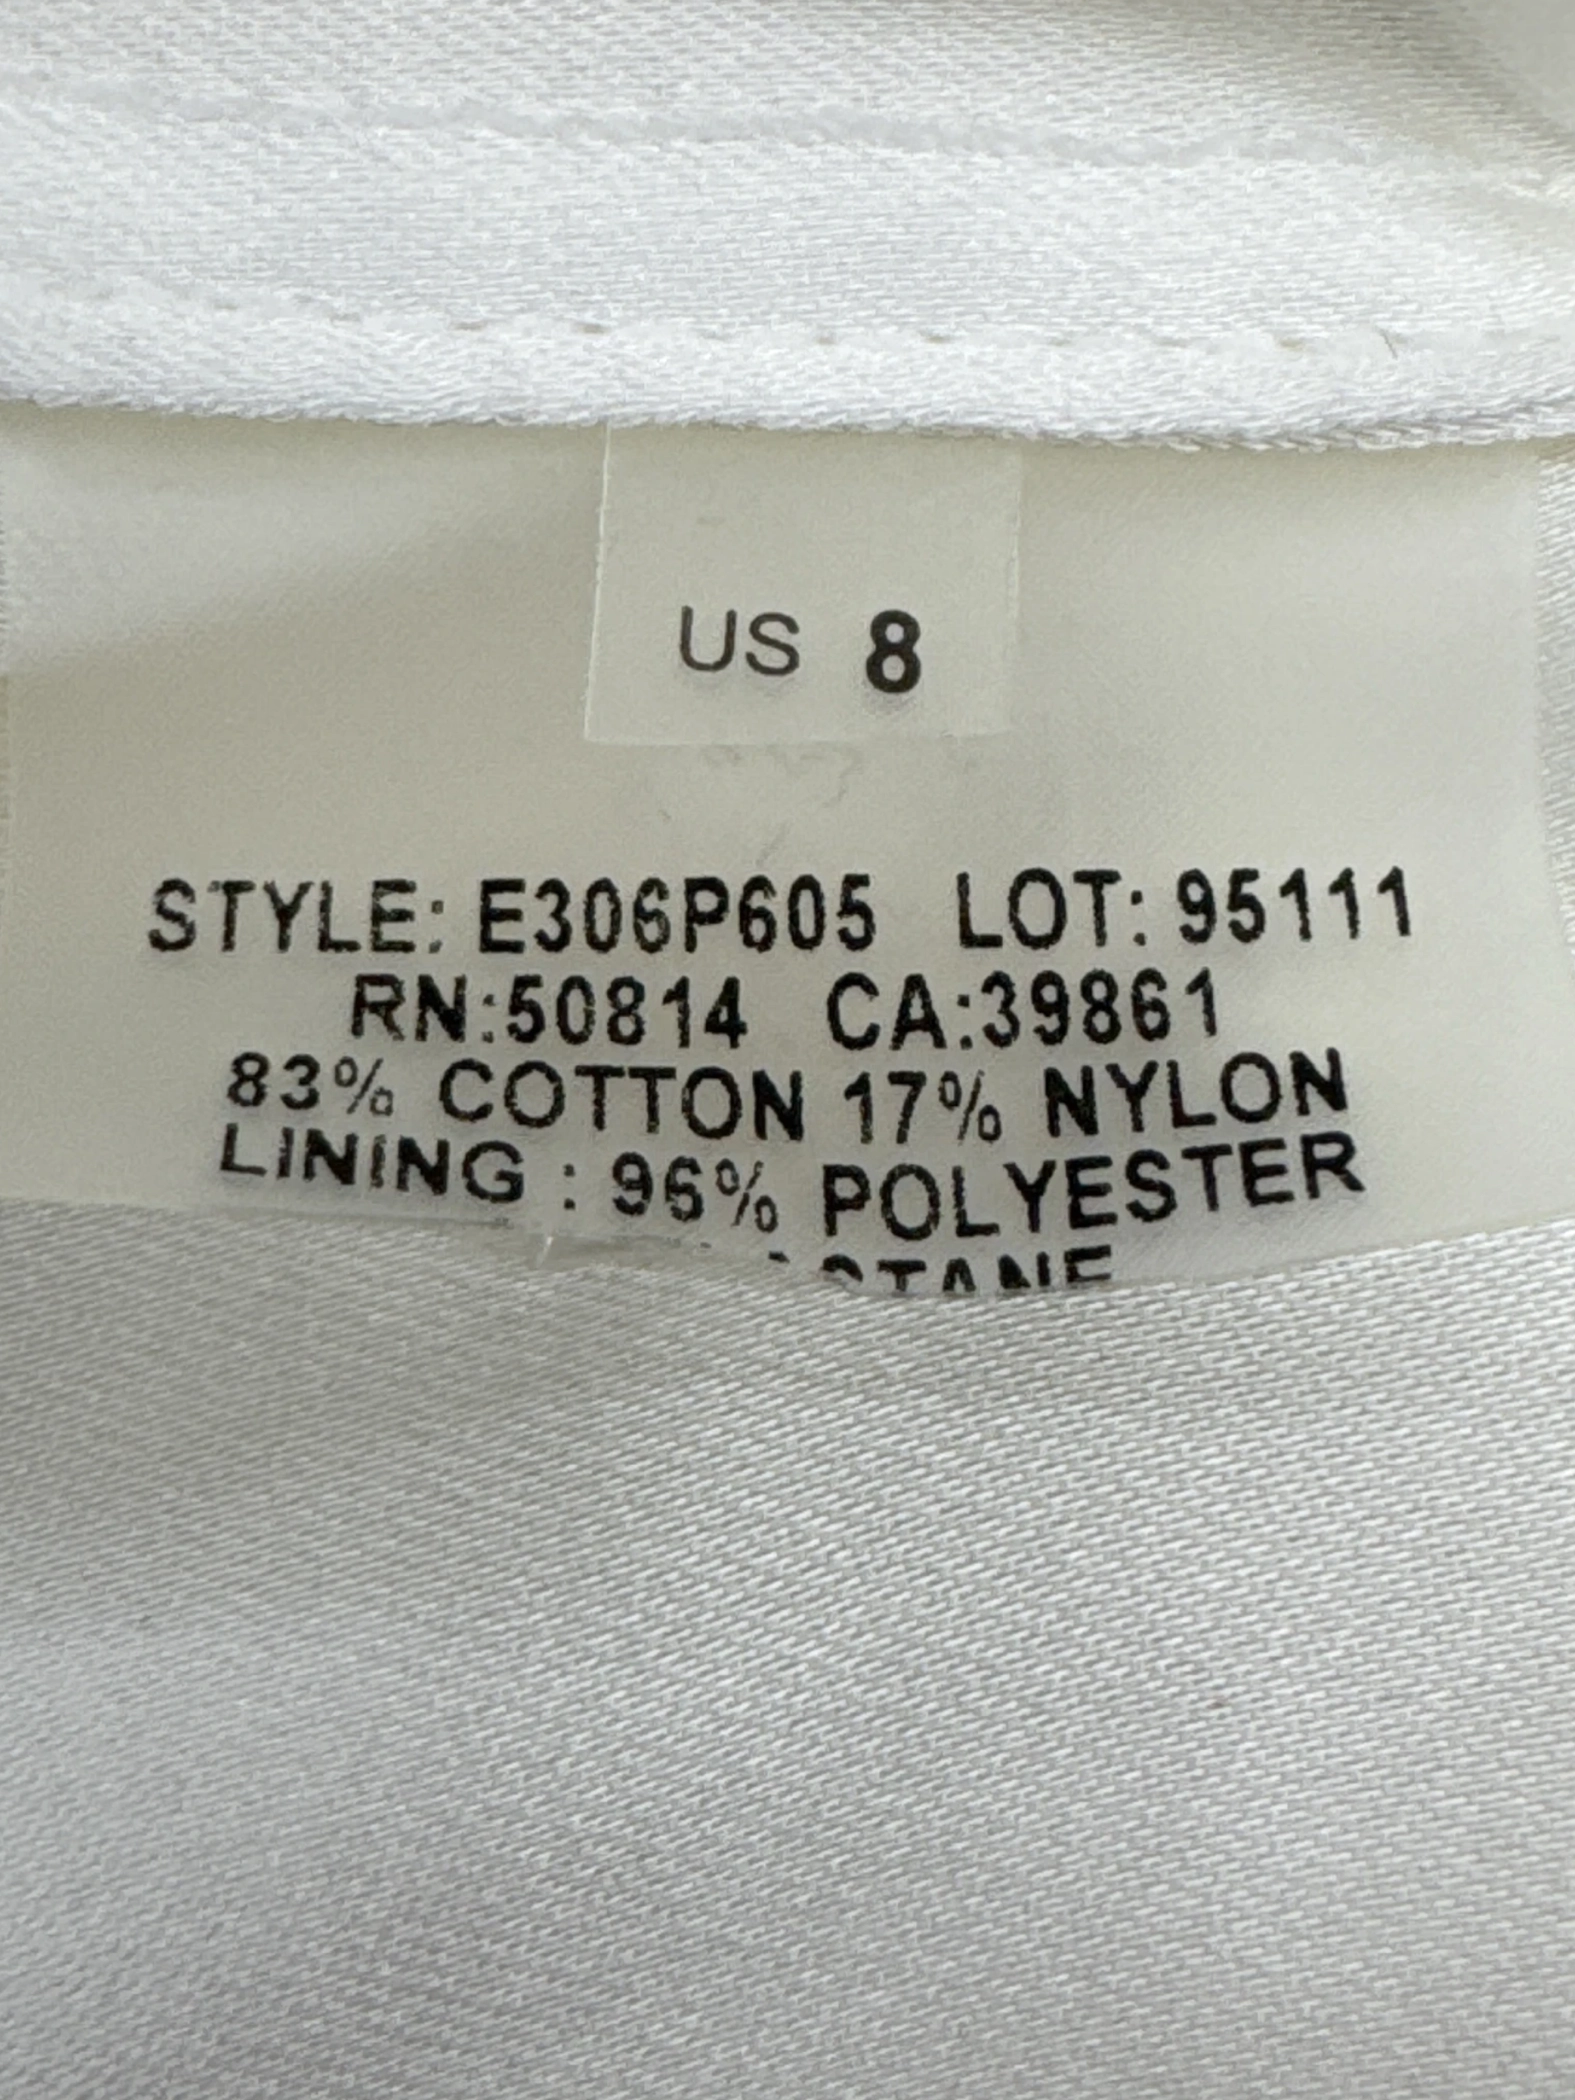 US 8
STYLE: E306P605 LOT: 95111
RN:50814 CA:39861
83% COTTON 17% NYLON
LINING : 96% POLYESTER